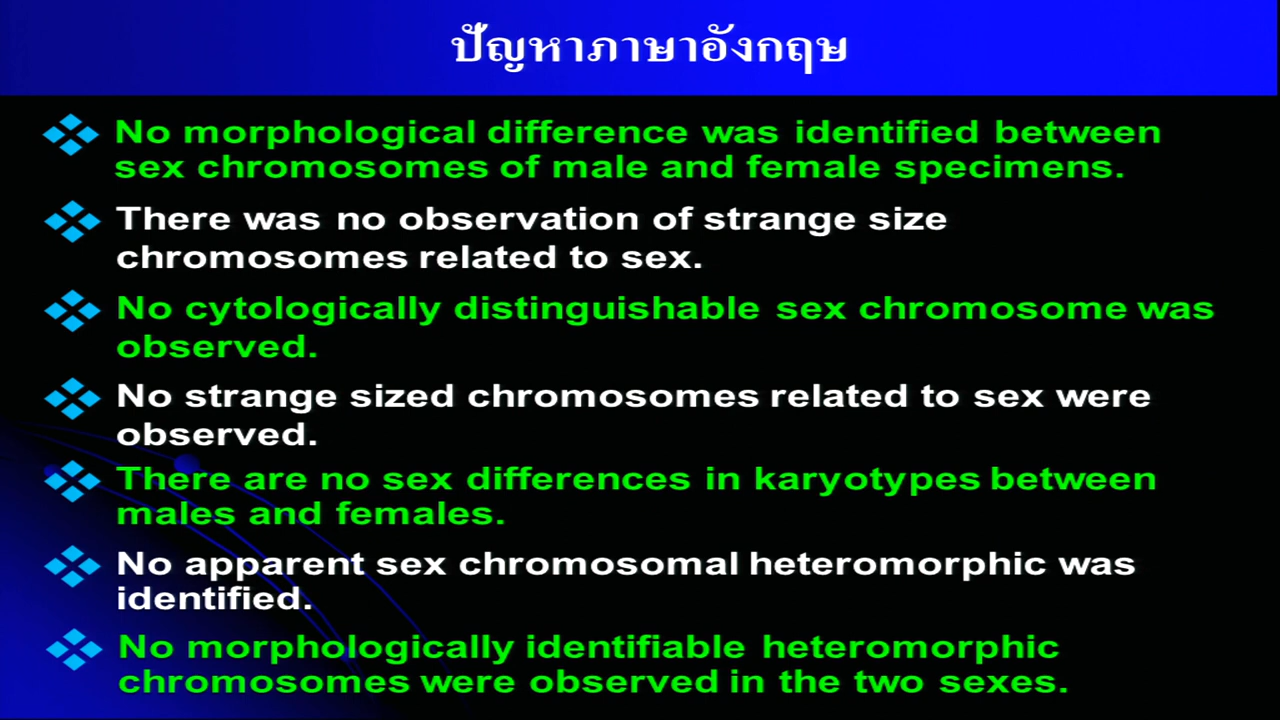 ปัญหาภาษาอังกฤษ
No morphological difference was identified between
sex chromosomes of male and female specimens.
There was no observation of strange size
chromosomes related to sex.
No cytologically distinguishable sex chromosome was
observed.
No strange sized chromosomes related to sex were
observed.
There are no sex differences in karyotypes between
males and females.
No apparent sex chromosomal heteromorphic was
identified.
No morphologically identifiable heteromorphic
chromosomes were observed in the two sexes.